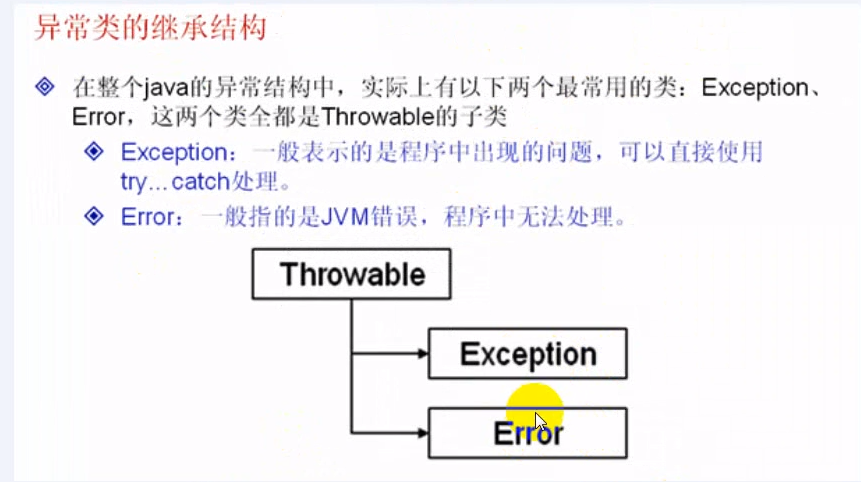 异常类的继承结构
在整个java的异常结构中，实际上有以下两个最常用的类：Exception、
Error，这两个类全都是Throwable的子类
Exception：一般表示的是程序中出现的问题，可以直接使用
try…catch处理。
Error：一般指的是JVM错误，程序中无法处理。
Throwable
Exception
Error